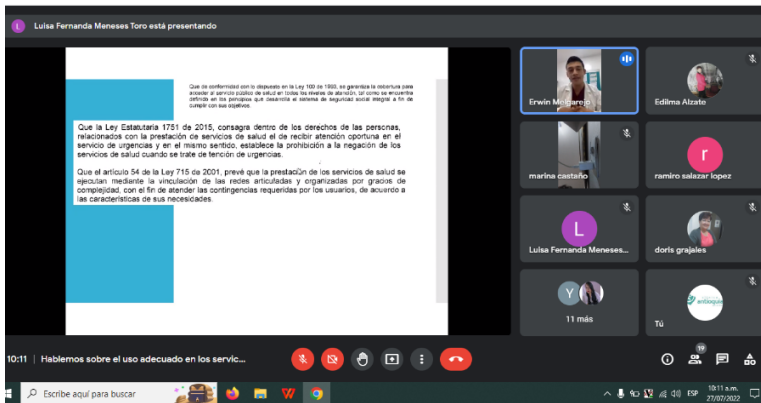 L Luisa Fernanda Meneses Toro está presentando
Que de conformidad con lo dispuesto en la Ley 100 de 1993, se garantiza la cobertura para
acceder al servicio público de salud en todos los niveles de atención, tal como se encuentra
definida en los principios que desarrolla el sistema de seguridad social integral a fin de
cumplir con sus objetivos.
Que la Ley Estatutaria 1751 de 2015, consagra dentro de los derechos de las personas,
relacionados con la prestación de servicios de salud el de recibir atención oportuna en el
servicio de urgencias y en el mismo sentido, establece la prohibición a la negación de los
servicios de salud cuando se trate de tención de urgencias.
Que el artículo 54 de la Ley 715 de 2001, prevé que la prestación de los servicios de salud se
ejecutan mediante la vinculación de las redes articuladas y organizadas por grados de
complejidad, con el fin de atender las contingencias requeridas por los usuarios, de acuerdo a
las características de sus necesidades.
Erwin Melgarejo
Edilma Alzate
marina castaño
r
ramiro salazar lopez
L
Luisa Fernanda Meneses...
doris grajales
Y
11 más
antioquia
Tú
10:11 | Hablemos sobre el uso adecuado en los servic...
19
Escribe aquí para buscar
W
ESP
10:11 a.m.
27/07/2022